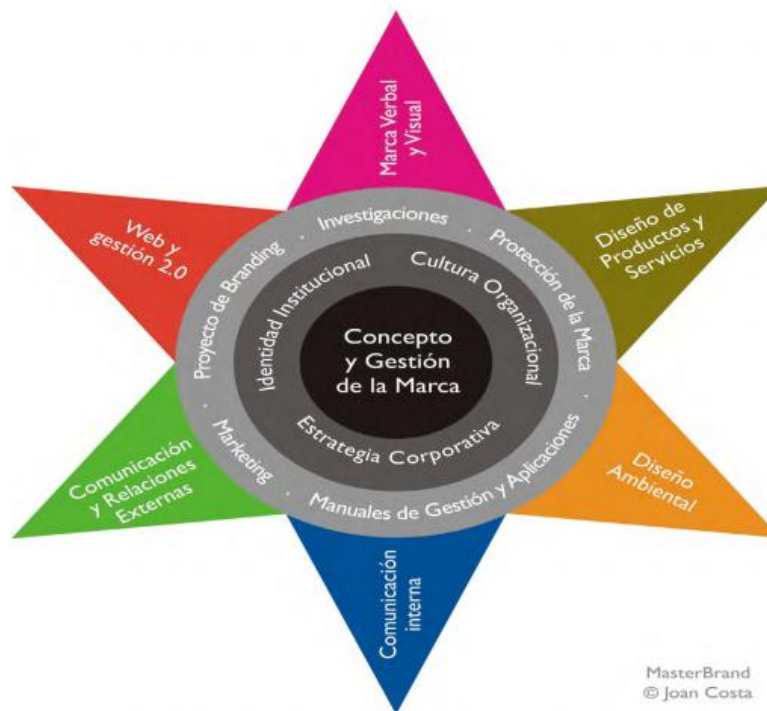 Marca Verbal
y Visual
Diseño de
Productos y
Servicios
Diseño
Ambiental
Comunicación
interna
Comunicación
y Relaciones
Externas
Web y
gestión 2.0
Proyecto de Branding · Investigaciones · Protección de la Marca · Manuales de Gestión y Aplicaciones · Marketing ·
Identidad Institucional
Cultura Organizacional
Estrategia Corporativa
Concepto
y Gestión
de la Marca
MasterBrand
© Joan Costa